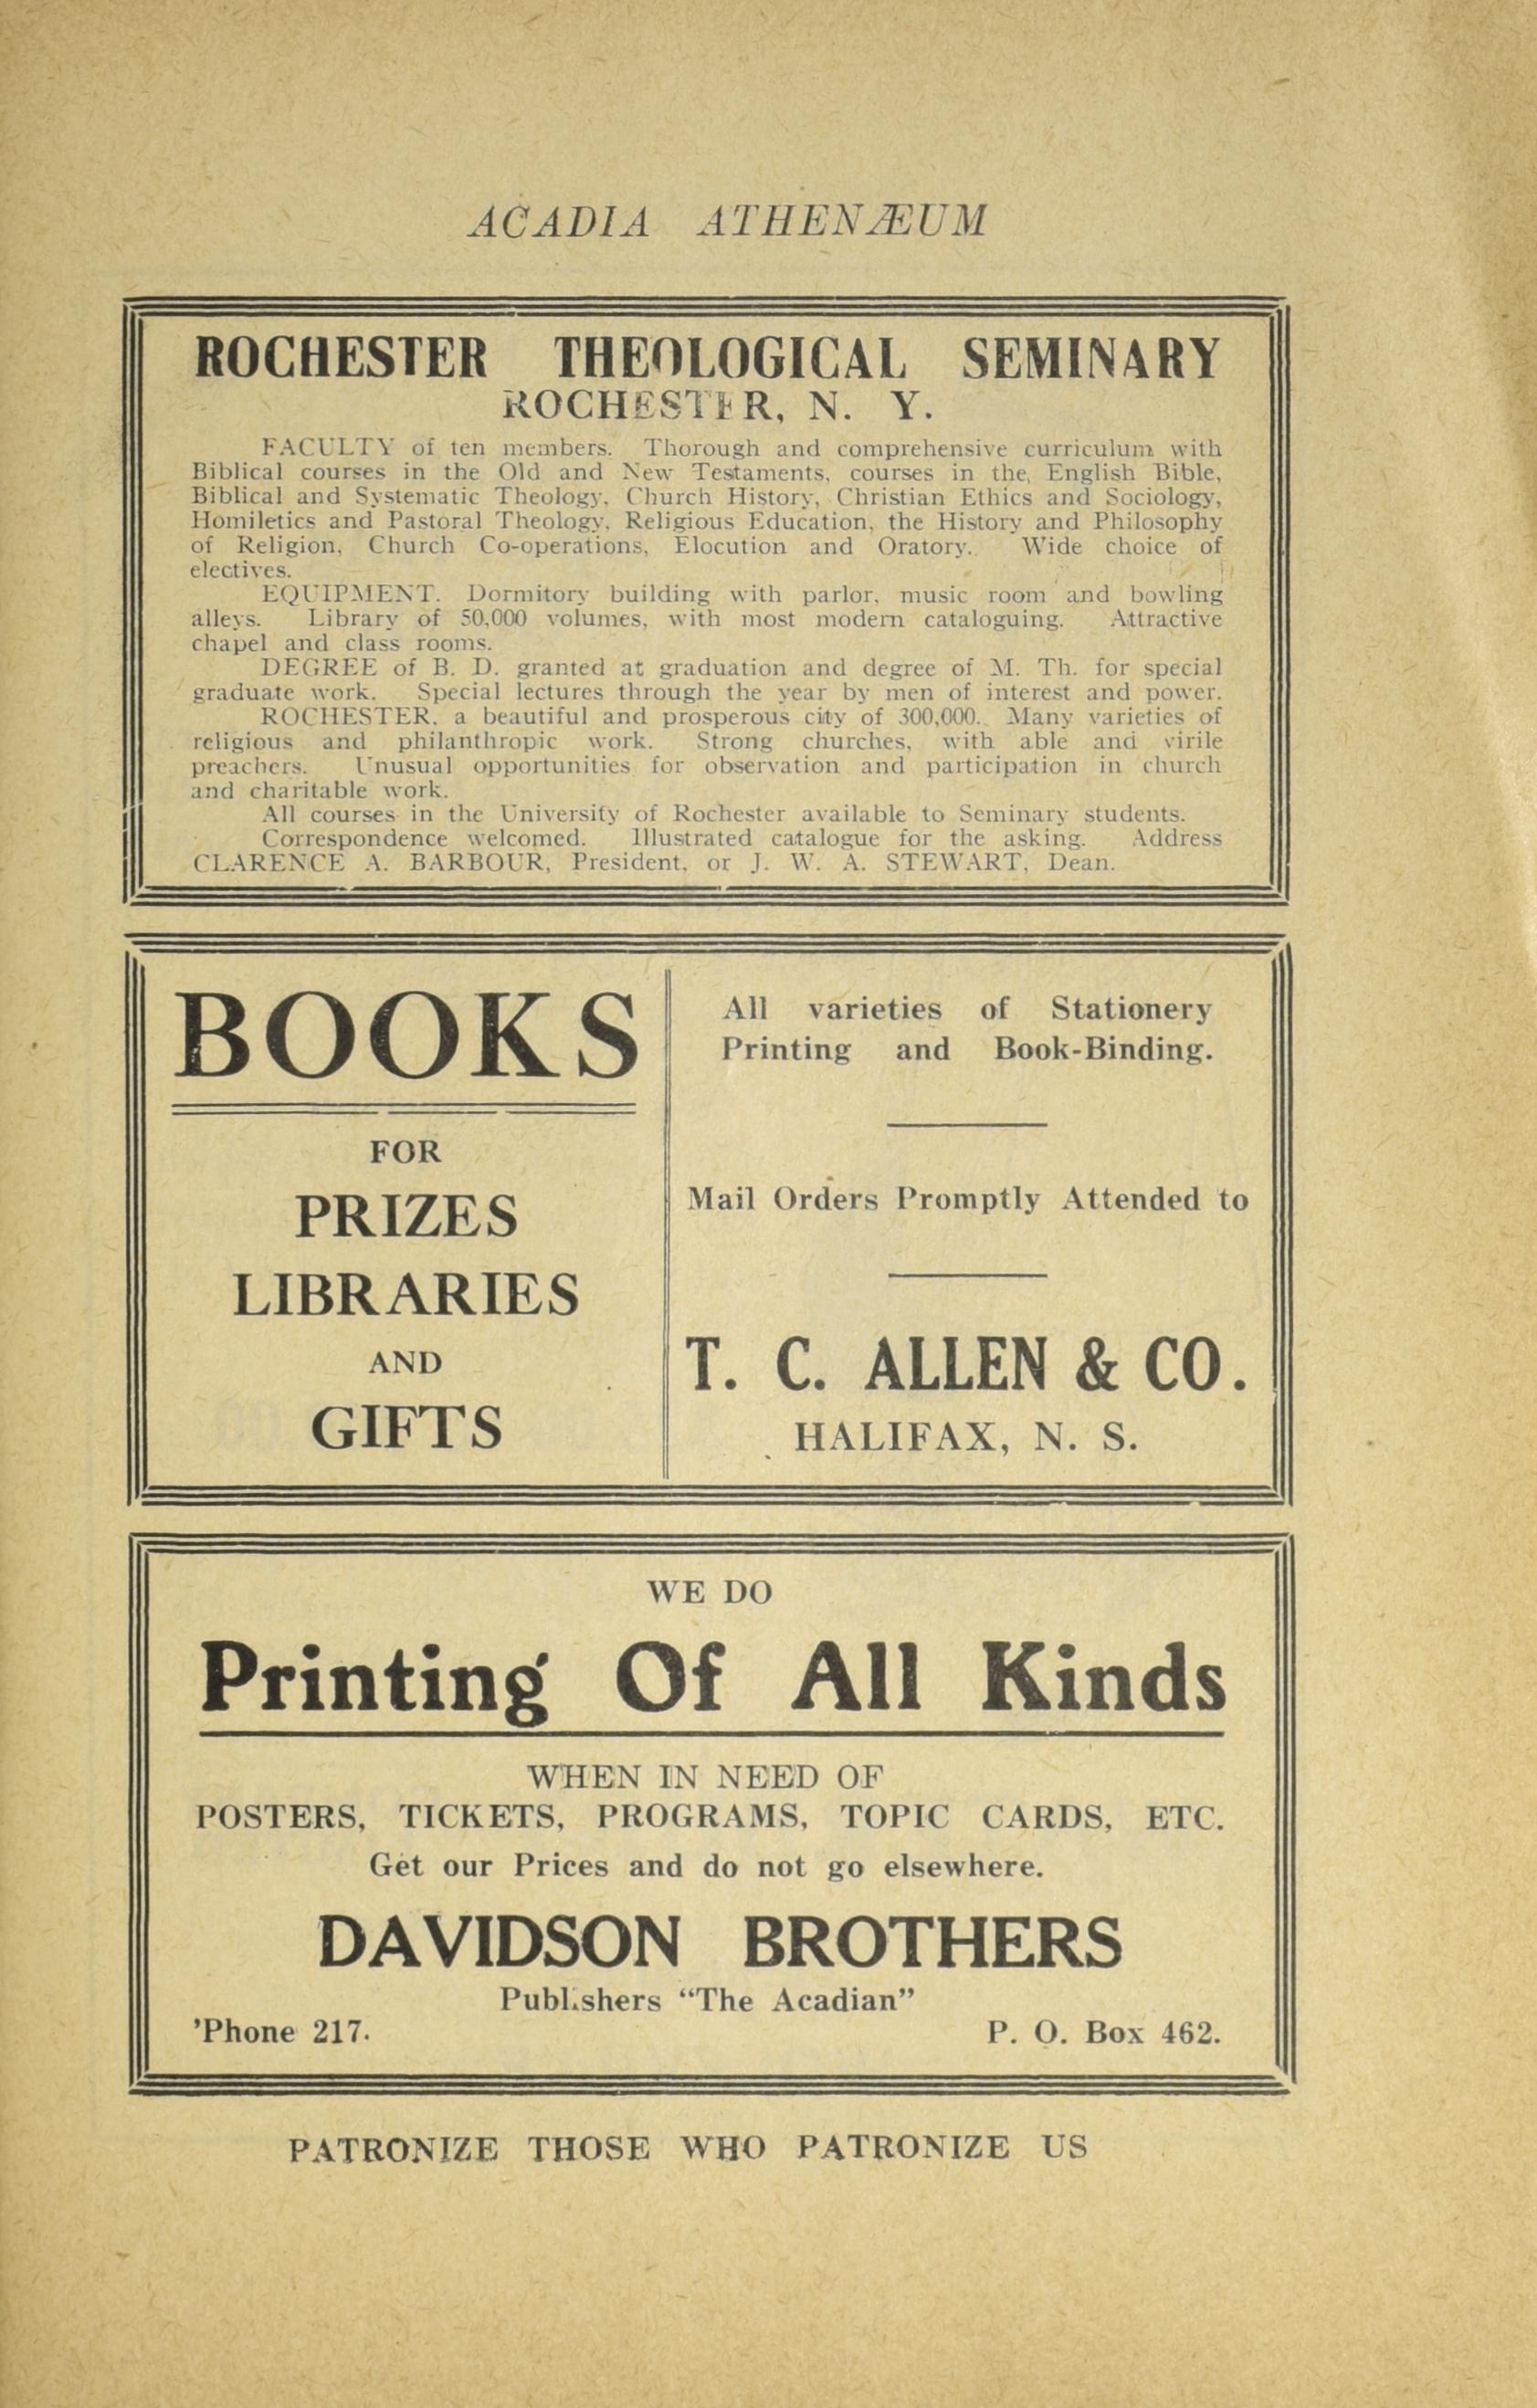 ACADIA ATHENÆUM
ROCHESTER THEOLOGICAL SEMINARY
ROCHESTER, N. Y.
FACULTY of ten members. Thorough and comprehensive curriculum with
Biblical courses in the Old and New Testaments, courses in the, English Bible,
Biblical and Systematic Theology, Church History, Christian Ethics and Sociology,
Homiletics and Pastoral Theology, Religious Education, the History and Philosophy
of Religion, Church Co-operations, Elocution and Oratory. Wide choice of
electives.
EQUIPMENT. Dormitory building with parlor, music room and bowling
alleys. Library of 50,000 volumes, with most modern cataloguing. Attractive
chapel and class rooms.
DEGREE of B. D. granted at graduation and degree of M. Th. for special
graduate work. Special lectures through the year by men of interest and power.
ROCHESTER, a beautiful and prosperous city of 300,000. Many varieties of
religious and philanthropic work. Strong churches, with able and virile
preachers. Unusual opportunities for observation and participation in church
and charitable work.
All courses in the University of Rochester available to Seminary students.
Correspondence welcomed. Illustrated catalogue for the asking. Address
CLARENCE A. BARBOUR, President, or J. W. A. STEWART, Dean.
BOOKS
FOR
PRIZES
LIBRARIES
AND
GIFTS
All varieties of Stationery
Printing and Book-Binding.
Mail Orders Promptly Attended to
T. C. ALLEN & CO.
HALIFAX, N. S.
WE DO
Printing Of All Kinds
WHEN IN NEED OF
POSTERS, TICKETS, PROGRAMS, TOPIC CARDS, ETC.
Get our Prices and do not go elsewhere.
DAVIDSON BROTHERS
Publishers “The Acadian”
’Phone 217. P. O. Box 462.
PATRONIZE THOSE WHO PATRONIZE US